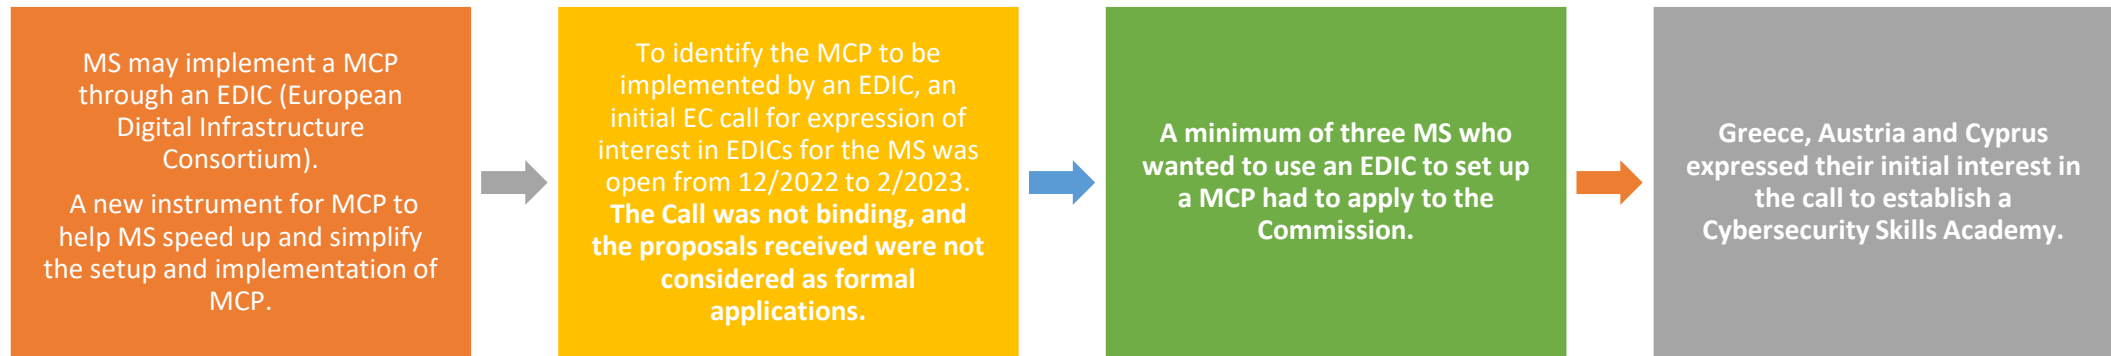 MS may implement a MCP
through an EDIC (European
Digital Infrastructure
Consortium).
A new instrument for MCP to
help MS speed up and simplify
the setup and implementation of
MCP.
To identify the MCP to be
implemented by an EDIC, an
initial EC call for expression of
interest in EDICs for the MS was
open from 12/2022 to 2/2023.
The Call was not binding, and
the proposals received were not
considered as formal
applications.
A minimum of three MS who
wanted to use an EDIC to set up
a MCP had to apply to the
Commission.
Greece, Austria and Cyprus
expressed their initial interest in
the call to establish a
Cybersecurity Skills Academy.